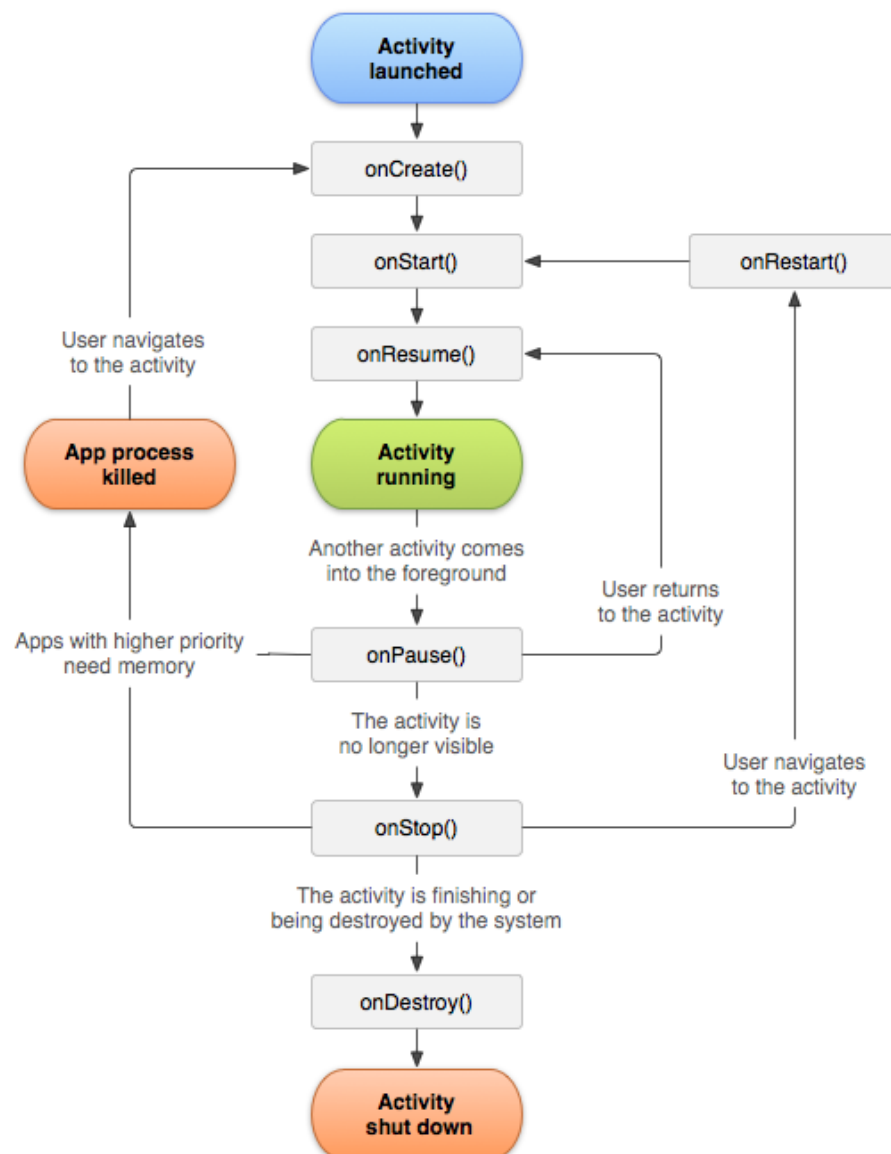 Activity
launched
onCreate()
onStart()
onRestart()
onResume()
User navigates
to the activity
App process
killed
Activity
running
Another activity comes
into the foreground
User returns
to the activity
Apps with higher priority
need memory
onPause()
The activity is
no longer visible
User navigates
to the activity
onStop()
The activity is finishing or
being destroyed by the system
onDestroy()
Activity
shut down